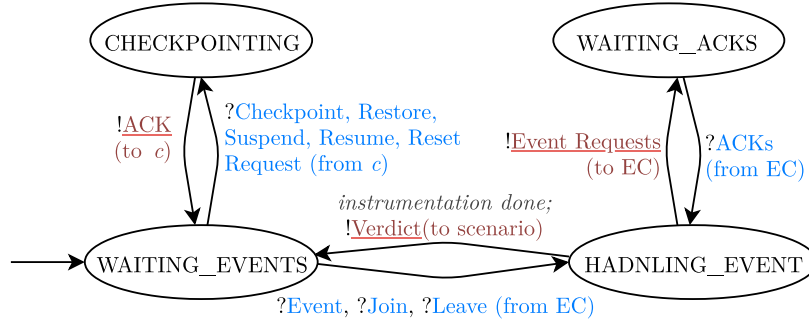 CHECKPOINTING
WAITING_ACKS
!ACK
(to c)
?Checkpoint, Restore,
Suspend, Resume, Reset
Request (from c)
!Event Requests
(to EC)
?ACKs
(from EC)
instrumentation done;
!Verdict(to scenario)
WAITING_EVENTS
HADNLING_EVENT
?Event, ?Join, ?Leave (from EC)